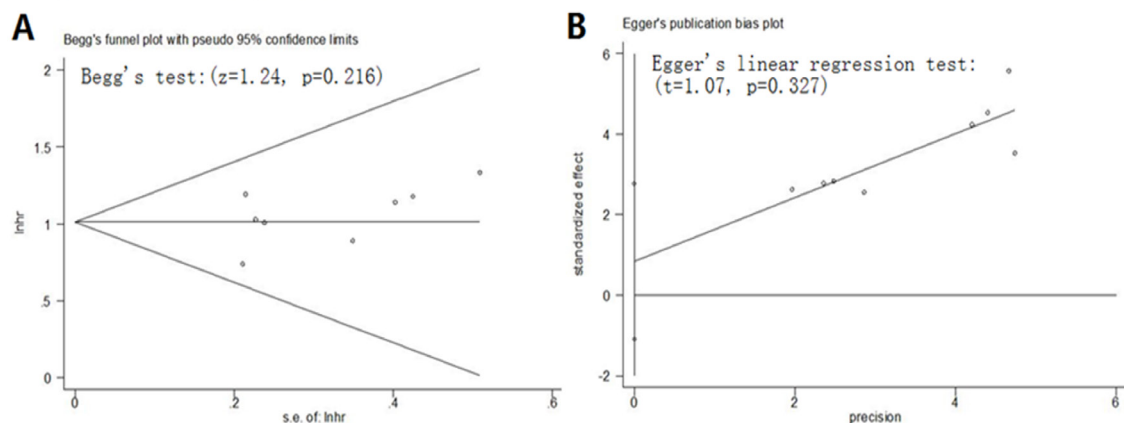 A
Begg's funnel plot with pseudo 95% confidence limits
Begg's test:(z=1.24, p=0.216)
2
1.5
1
.5
0
lnhr
0
.2
.4
.6
s.e. of: lnhr
B
Egger's publication bias plot
Egger's linear regression test:
(t=1.07, p=0.327)
6
4
2
0
-2
standardized effect
0
2
4
6
precision